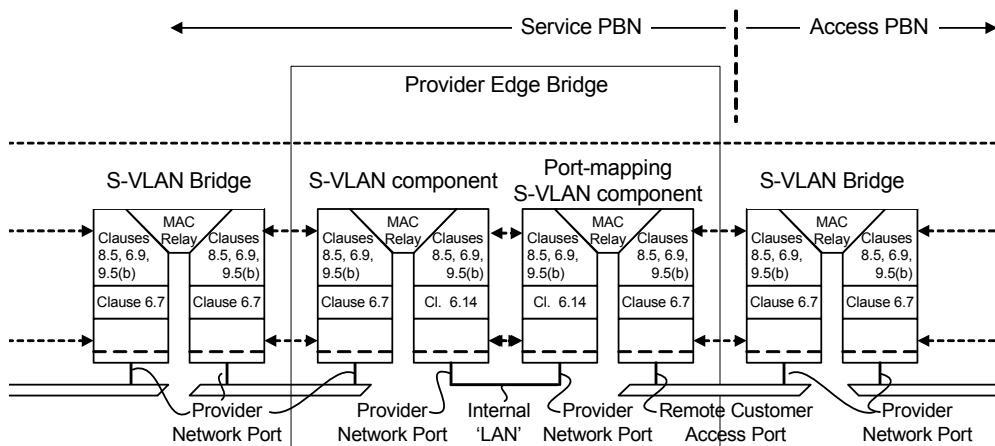 Service PBN
Access PBN
Provider Edge Bridge
S-VLAN Bridge
S-VLAN component
Port-mapping
S-VLAN component
S-VLAN Bridge
Clauses
8.5, 6.9,
9.5(b)
MAC
Relay
Clauses
8.5, 6.9,
9.5(b)
Clauses
8.5, 6.9,
9.5(b)
MAC
Relay
Clauses
8.5, 6.9,
9.5(b)
Clauses
8.5, 6.9,
9.5(b)
MAC
Relay
Clauses
8.5, 6.9,
9.5(b)
Clauses
8.5, 6.9,
9.5(b)
MAC
Relay
Clauses
8.5, 6.9,
9.5(b)
Clause 6.7
Clause 6.7
Clause 6.7
Cl. 6.14
Cl. 6.14
Clause 6.7
Clause 6.7
Clause 6.7
Provider
Network Port
Provider
Network Port
Internal
‘LAN’
Provider
Network Port
Remote Customer
Access Port
Provider
Network Port